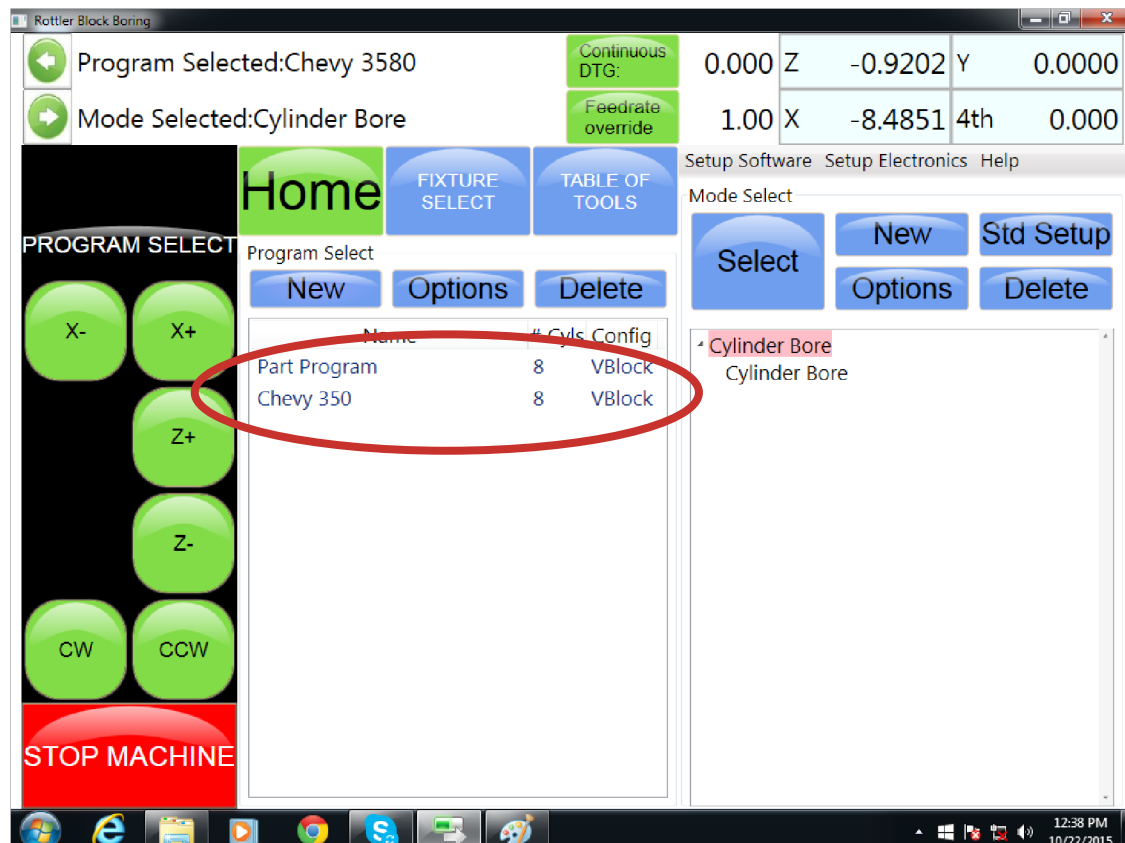 Rottler Block Boring
Program Selected:Chevy 3580
Continuous DTG:
0.000 Z -0.9202 Y 0.0000
Mode Selected:Cylinder Bore
Feedrate override
1.00 X -8.4851 4th 0.000
Home
FIXTURE SELECT
TABLE OF TOOLS
Setup Software Setup Electronics Help
Mode Select
Select
New
Std Setup
Options
Delete
PROGRAM SELECT
Program Select
New
Options
Delete
Name # Cyls Config
Part Program 8 VBlock
Chevy 350 8 VBlock
Cylinder Bore
Cylinder Bore
X-
X+
Z+
Z-
CW
CCW
STOP MACHINE
12:38 PM
10/22/2015